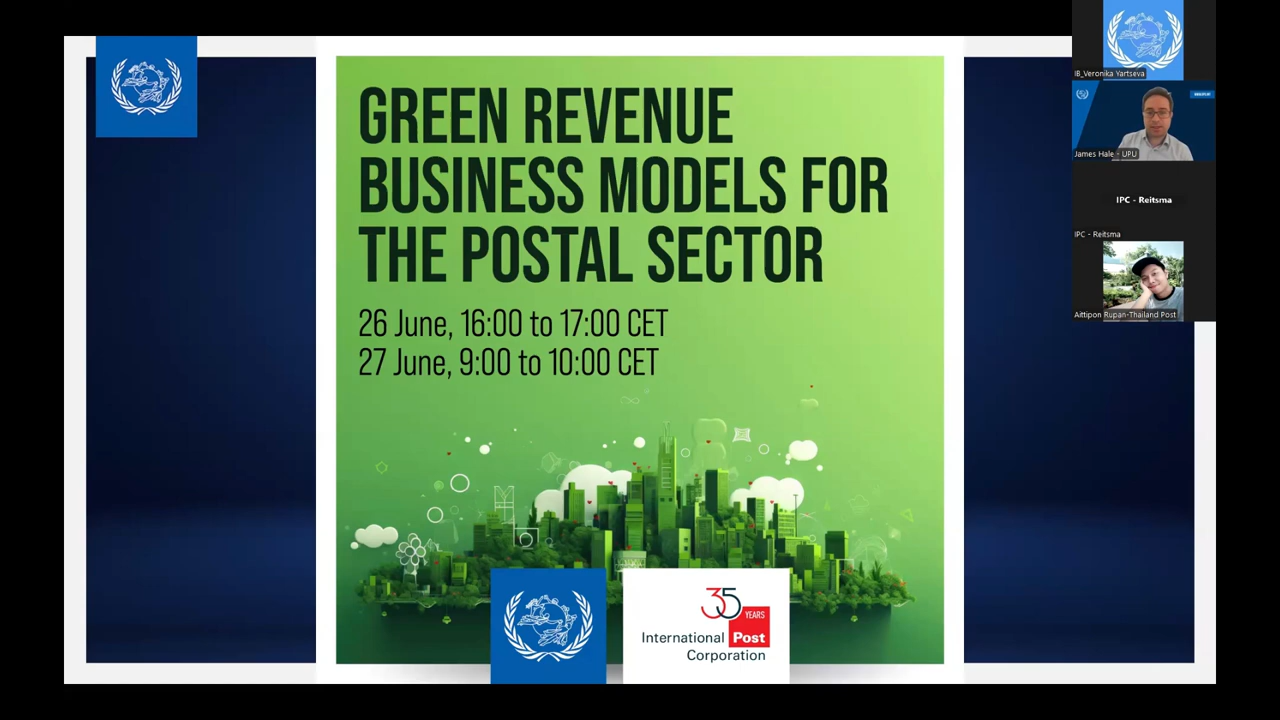 GREEN REVENUE
BUSINESS MODELS FOR
THE POSTAL SECTOR
26 June, 16:00 to 17:00 CET
27 June, 9:00 to 10:00 CET
35
YEARS
International Post
Corporation
IB_Veronika Yartseva
James Hale - UPU
IPC - Reitsma
IPC - Reitsma
Aittipon Rupan-Thailand Post